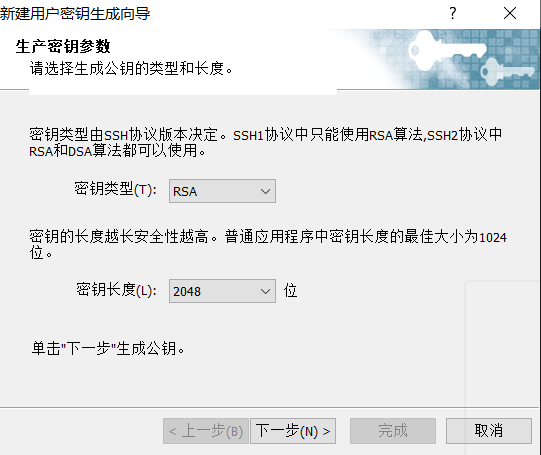 新建用户密钥生成向导
?
生产密钥参数
请选择生成公钥的类型和长度。
密钥类型由SSH协议版本决定。SSH1协议中只能使用RSA算法,SSH2协议中
RSA和DSA算法都可以使用。
密钥类型(T): RSA
密钥的长度越长安全性越高。普通应用程序中密钥长度的最佳大小为1024
位。
密钥长度(L): 2048 位
单击"下一步"生成公钥。
< 上一步(B) 下一步(N) > 完成 取消